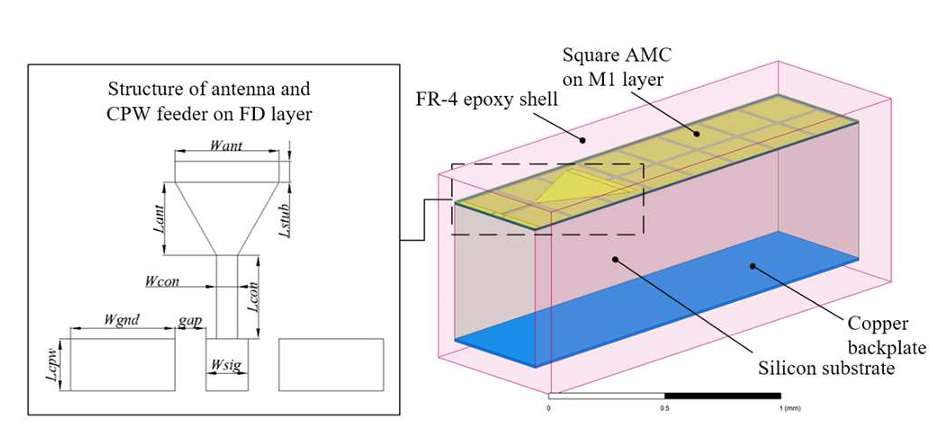 Structure of antenna and
CPW feeder on FD layer
Want
Lant
Lstub
Wcon
Lcon
Wgnd
gap
Lcpw
Wsig
Square AMC
on M1 layer
FR-4 epoxy shell
Copper
backplate
Silicon substrate
0
0.5
1 (mm)